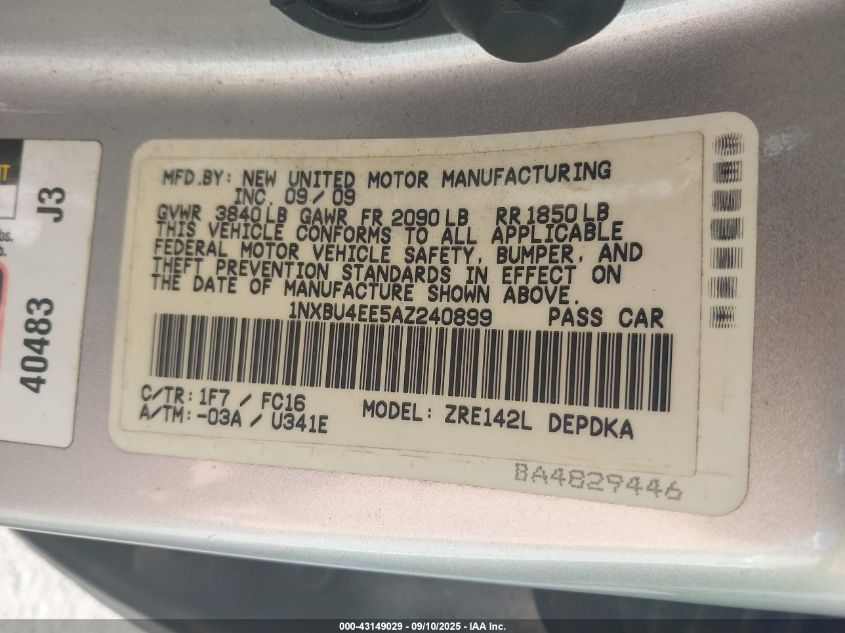 MFD.BY: NEW UNITED MOTOR MANUFACTURING
INC. 09/09
GVWR 3840 LB GAWR FR 2090 LB RR 1850 LB
THIS VEHICLE CONFORMS TO ALL APPLICABLE
FEDERAL MOTOR VEHICLE SAFETY, BUMPER, AND
THEFT PREVENTION STANDARDS IN EFFECT ON
THE DATE OF MANUFACTURE SHOWN ABOVE.
1NXBU4EE5AZ240899 PASS CAR
C/TR: 1F7 / FC16
A/TM: -03A / U341E
MODEL: ZRE142L DEPDKA
BA4829446
J3
40483
000-43149029 - 09/10/2025 - IAA Inc.